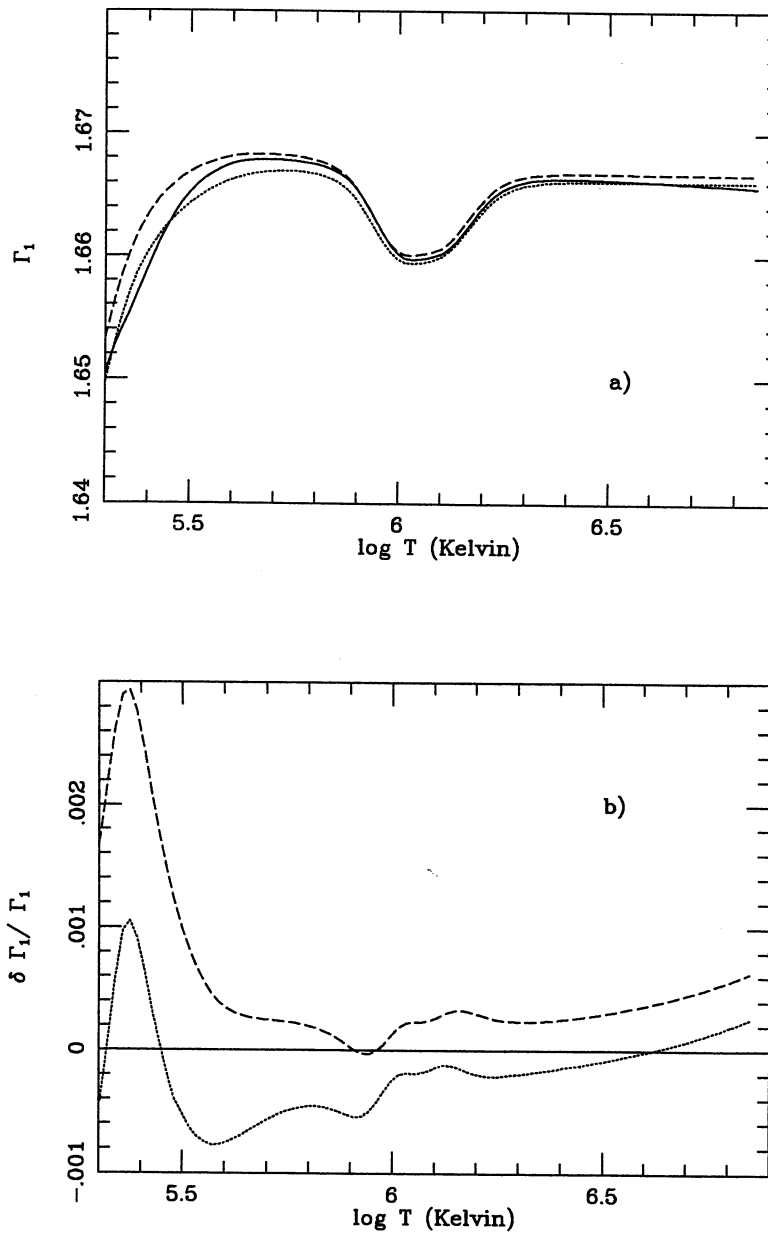 1.67
1.66
1.65
1.64
Γ₁
a)
5.5 6 6.5
log T (Kelvin)
.002
.001
0
-.001
δ Γ₁/ Γ₁
b)
5.5 6 6.5
log T (Kelvin)